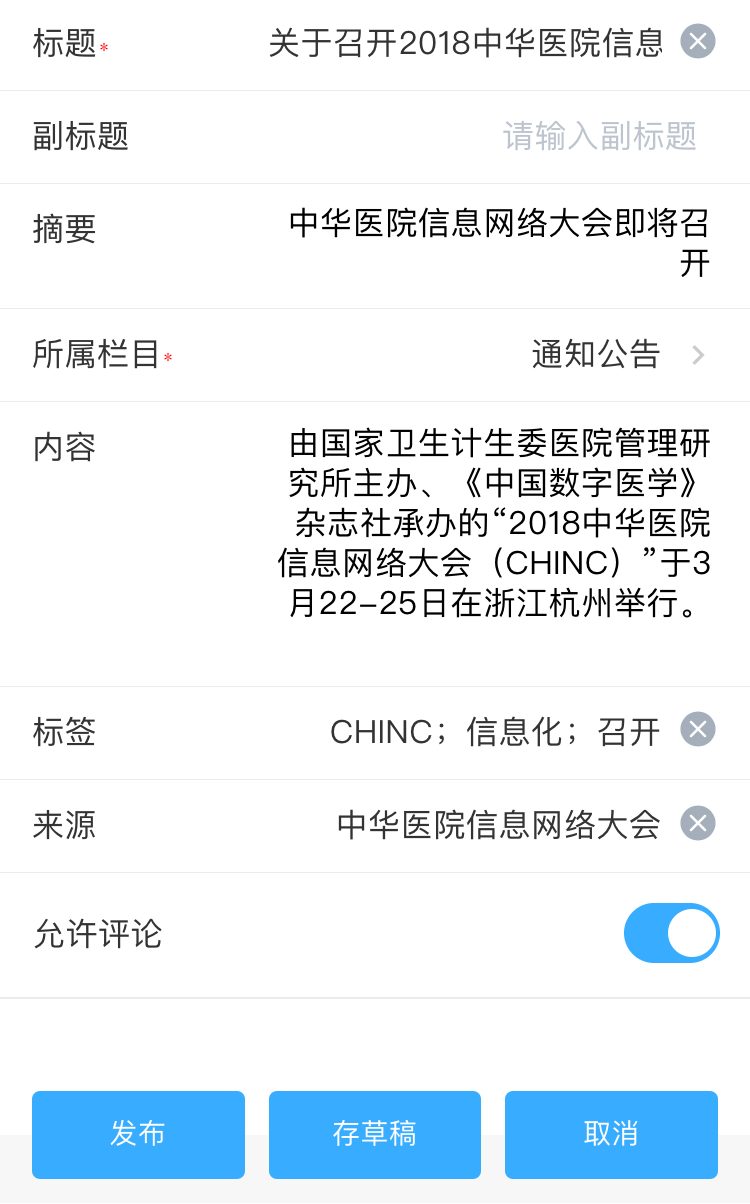 标题* 关于召开2018中华医院信息
副标题 请输入副标题
摘要 中华医院信息网络大会即将召
开
所属栏目* 通知公告
内容 由国家卫生计生委医院管理研
究所主办、《中国数字医学》
杂志社承办的“2018中华医院
信息网络大会（CHINC）”于3
月22-25日在浙江杭州举行。
标签 CHINC；信息化；召开
来源 中华医院信息网络大会
允许评论
发布 存草稿 取消